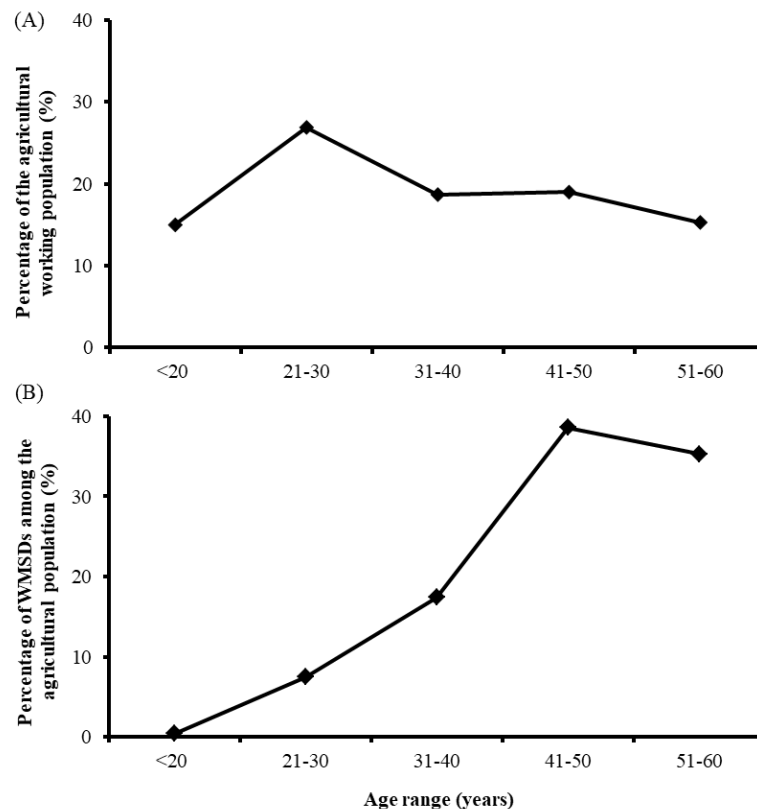 (A)
Percentage of the agricultural
working population (%)
40
30
20
10
0
<20 21-30 31-40 41-50 51-60
(B)
Percentage of WMSDs among the
agricultural population (%)
40
30
20
10
0
<20 21-30 31-40 41-50 51-60
Age range (years)